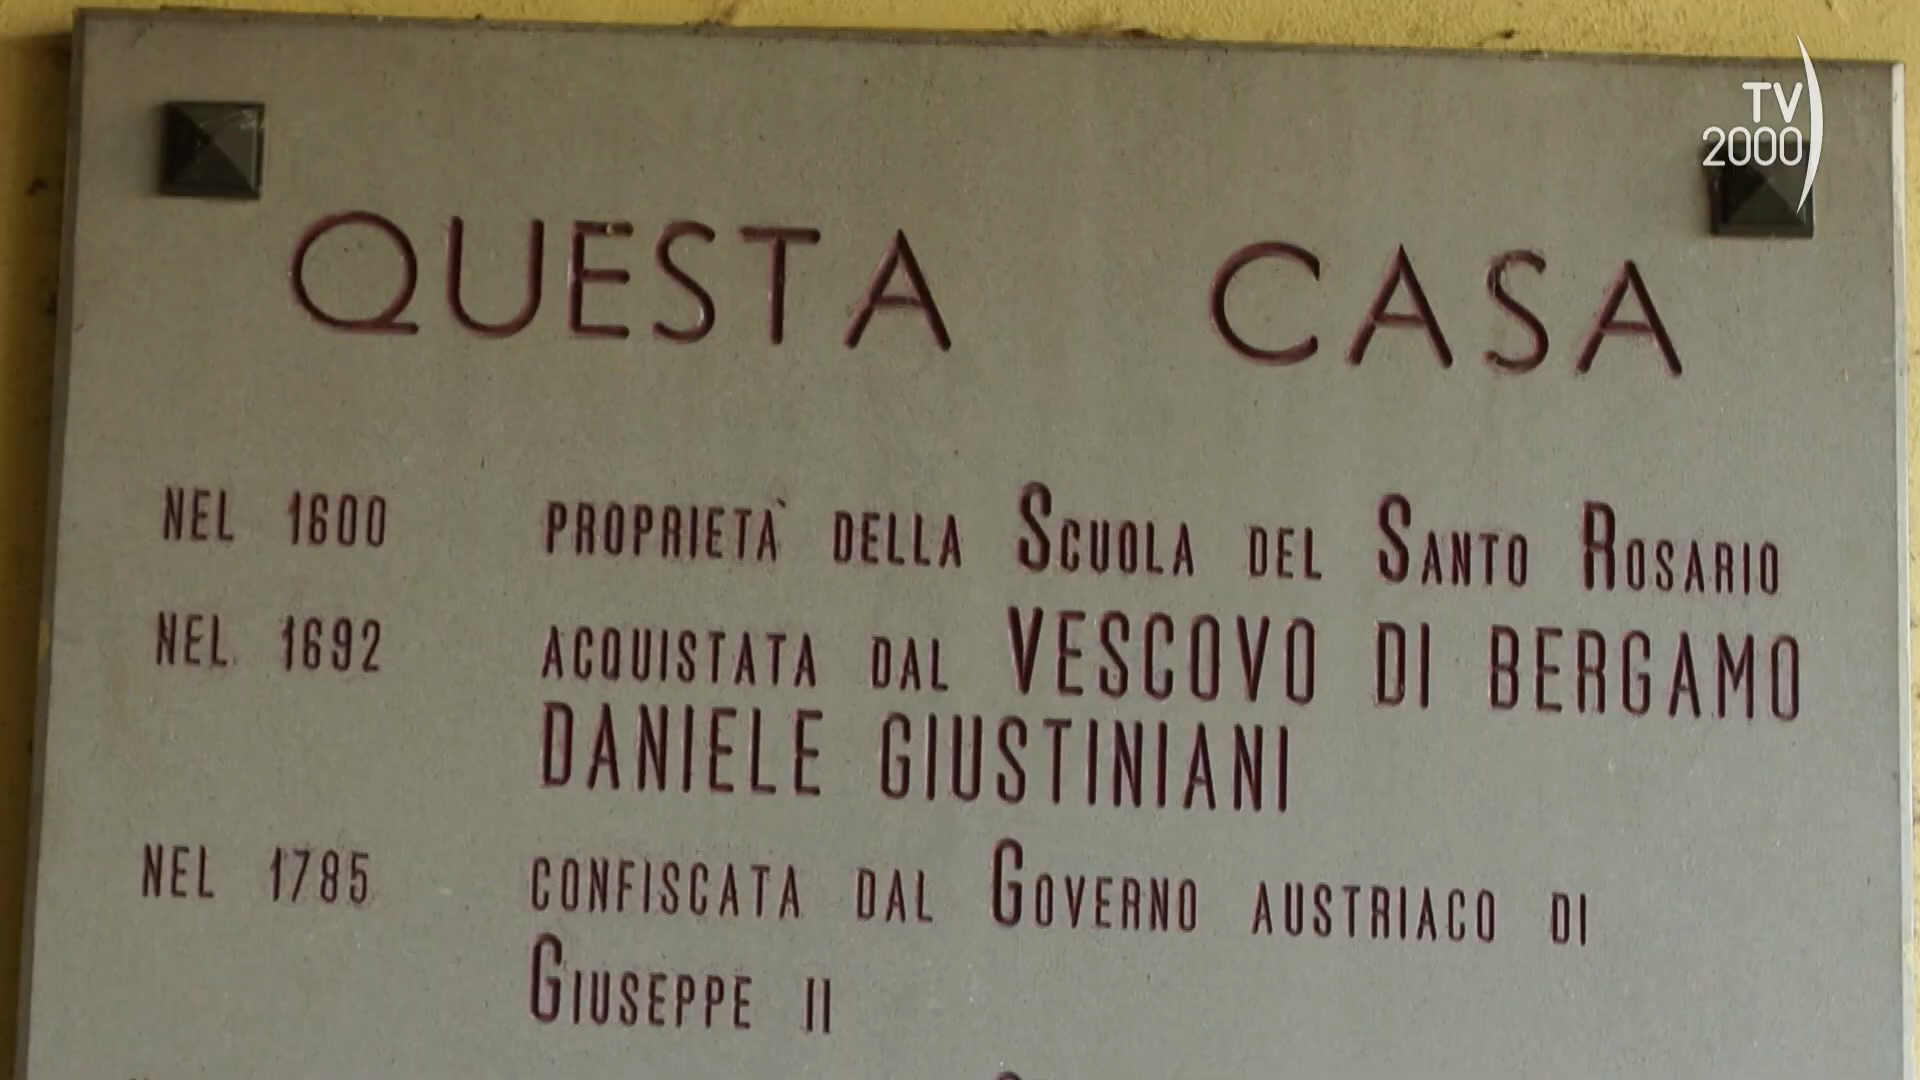 TV
2000
QUESTA CASA
NEL 1600 PROPRIETÀ DELLA SCUOLA DEL SANTO ROSARIO
NEL 1692 ACQUISTATA DAL VESCOVO DI BERGAMO
DANIELE GIUSTINIANI
NEL 1785 CONFISCATA DAL GOVERNO AUSTRIACO DI
GIUSEPPE II